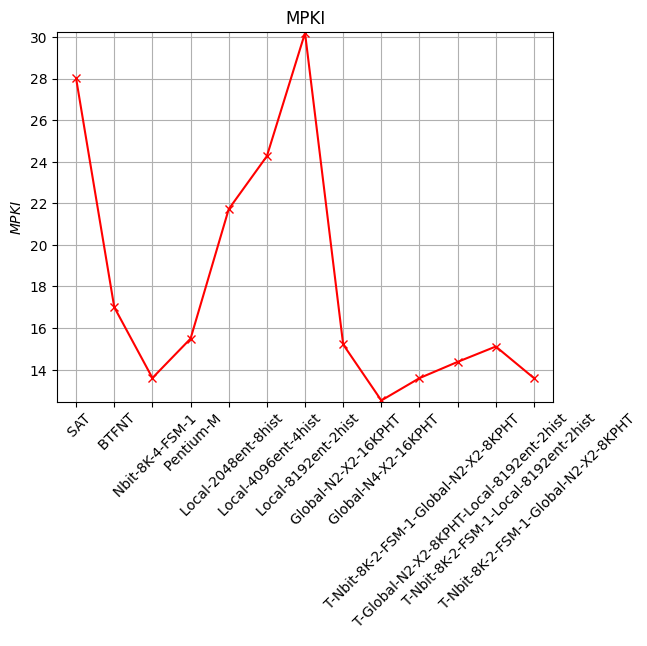 MPKI
30
28
26
24
22
20
18
16
14
MPKI
SAT
BTFNT
Nbit-8K-4-FSM-1
Pentium-M
Local-2048ent-8hist
Local-4096ent-4hist
Local-8192ent-2hist
Global-N2-X2-16KPHT
Global-N4-X2-16KPHT
T-Nbit-8K-2-FSM-1-Global-N2-X2-8KPHT
T-Global-N2-X2-8KPHT-Local-8192ent-2hist
T-Nbit-8K-2-FSM-1-Local-8192ent-2hist
T-Nbit-8K-2-FSM-1-Global-N2-X2-8KPHT